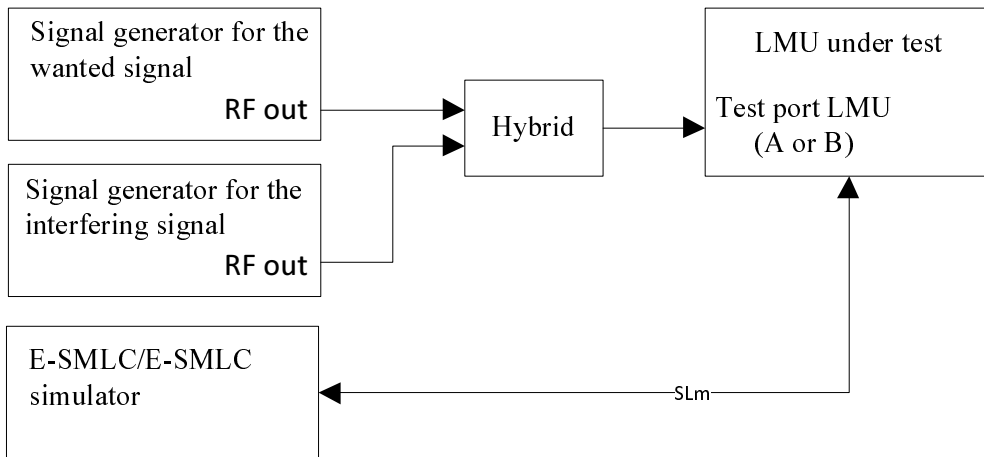 Signal generator for the
wanted signal
RF out
Signal generator for the
interfering signal
RF out
Hybrid
LMU under test
Test port LMU
(A or B)
E-SMLC/E-SMLC
simulator
SLm